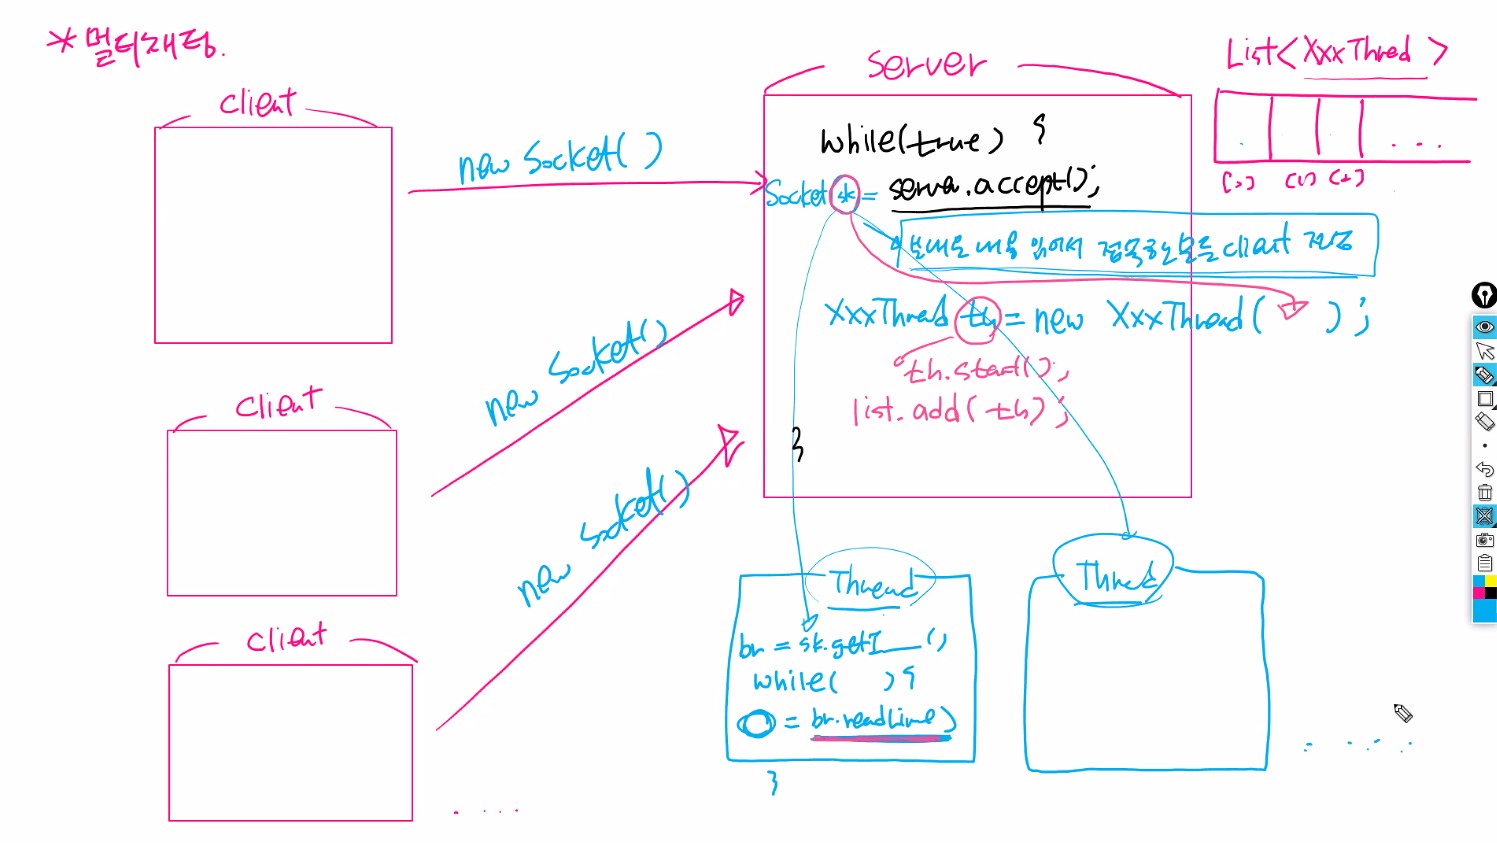 *멀티채팅.
client
new Socket()
client
new Socket()
client
new Socket()
. . . .
Server
while(true) {
Socket sk = server.accept();
보내온 내용 읽어서 접속한 모든 client 전송
XxxThread th = new XxxThread( );
th.start();
list.add(th);
}
List<XxxThred>
. . .
[0] [1] [2]
Thread
br = sk.getI___();
while( ) {
O = br.readLine)
}
Thred
. . . .